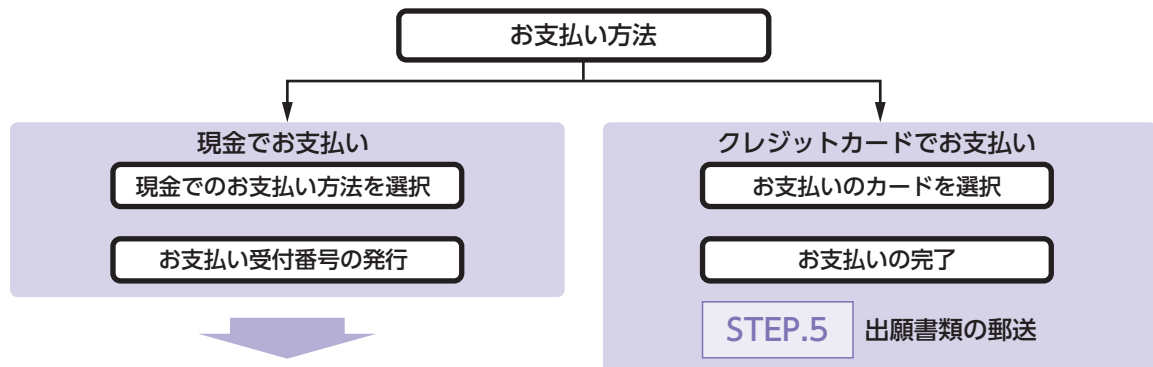 お支払い方法
現金でお支払い
現金でのお支払い方法を選択
お支払い受付番号の発行
クレジットカードでお支払い
お支払いのカードを選択
お支払いの完了
STEP.5 出願書類の郵送